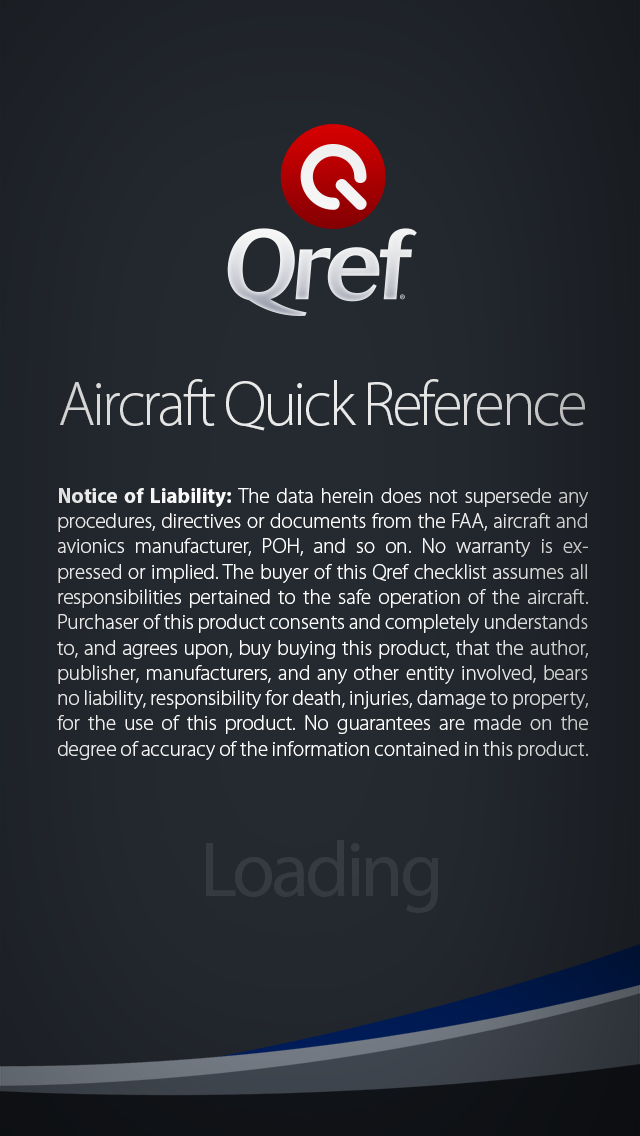 Qref®
Aircraft Quick Reference
Notice of Liability: The data herein does not supersede any
procedures, directives or documents from the FAA, aircraft and
avionics manufacturer, POH, and so on. No warranty is ex-
pressed or implied. The buyer of this Qref checklist assumes all
responsibilities pertained to the safe operation of the aircraft.
Purchaser of this product consents and completely understands
to, and agrees upon, buy buying this product, that the author,
publisher, manufacturers, and any other entity involved, bears
no liability, responsibility for death, injuries, damage to property,
for the use of this product. No guarantees are made on the
degree of accuracy of the information contained in this product.
Loading